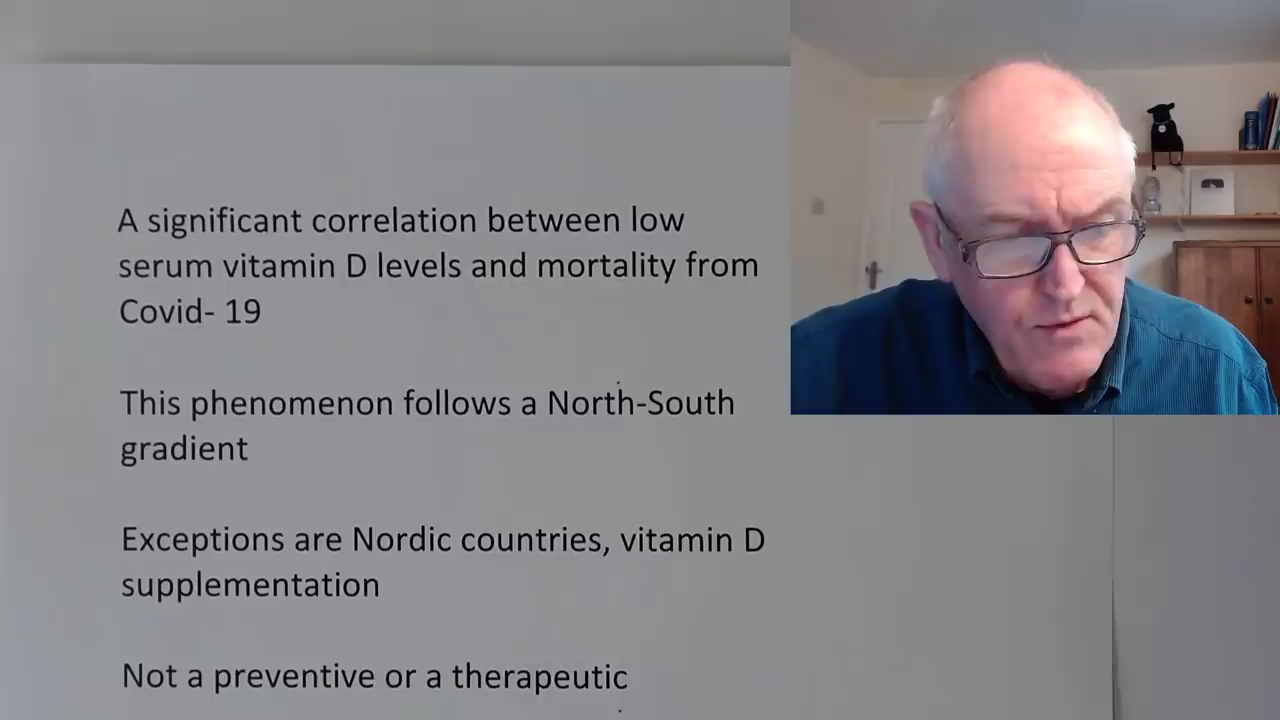 A significant correlation between low
serum vitamin D levels and mortality from
Covid- 19
This phenomenon follows a North-South
gradient
Exceptions are Nordic countries, vitamin D
supplementation
Not a preventive or a therapeutic